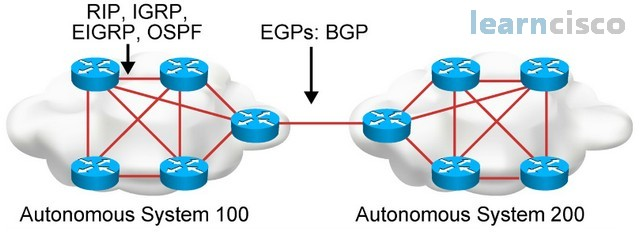 learncisco
RIP, IGRP,
EIGRP, OSPF
EGPs: BGP
Autonomous System 100
Autonomous System 200